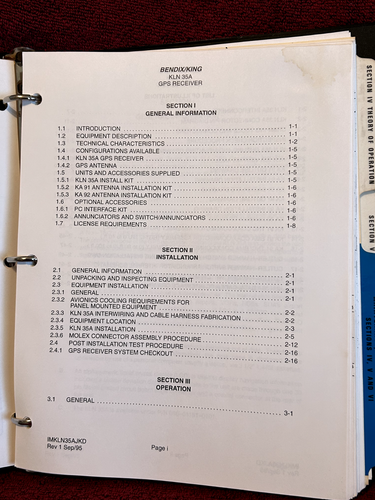 BENDIX/KING
KLN 35A
GPS RECEIVER
SECTION I
GENERAL INFORMATION
1.1 INTRODUCTION 1-1
1.2 EQUIPMENT DESCRIPTION 1-1
1.3 TECHNICAL CHARACTERISTICS 1-2
1.4 CONFIGURATIONS AVAILABLE 1-5
1.4.1 KLN 35A GPS RECEIVER 1-5
1.4.2 GPS ANTENNA 1-5
1.5 UNITS AND ACCESSORIES SUPPLIED 1-5
1.5.1 KLN 35A INSTALL KIT 1-5
1.5.2 KA 91 ANTENNA INSTALLATION KIT 1-6
1.5.3 KA 92 ANTENNA INSTALLATION KIT 1-6
1.6 OPTIONAL ACCESSORIES 1-6
1.6.1 PC INTERFACE KIT 1-6
1.6.2 ANNUNCIATORS AND SWITCH/ANNUNCIATORS 1-6
1.7 LICENSE REQUIREMENTS 1-8
SECTION II
INSTALLATION
2.1 GENERAL INFORMATION 2-1
2.2 UNPACKING AND INSPECTING EQUIPMENT 2-1
2.3 EQUIPMENT INSTALLATION 2-1
2.3.1 GENERAL 2-1
2.3.2 AVIONICS COOLING REQUIREMENTS FOR
PANEL MOUNTED EQUIPMENT 2-2
2.3.3 KLN 35A INTERWIRING AND CABLE HARNESS FABRICATION 2-2
2.3.4 EQUIPMENT LOCATION 2-2
2.3.5 KLN 35A INSTALLATION 2-3
2.3.6 MOLEX CONNECTOR ASSEMBLY PROCEDURE 2-5
2.4 POST INSTALLATION TEST PROCEDURE 2-12
2.4.1 GPS RECEIVER SYSTEM CHECKOUT 2-16
2-16
SECTION III
OPERATION
3.1 GENERAL 3-1
IMKLN35AJKD
Rev 1 Sep/95
Page i
SECTION IV THEORY OF OPERATION
SECTION V
SECTIONS IV, V AND VI